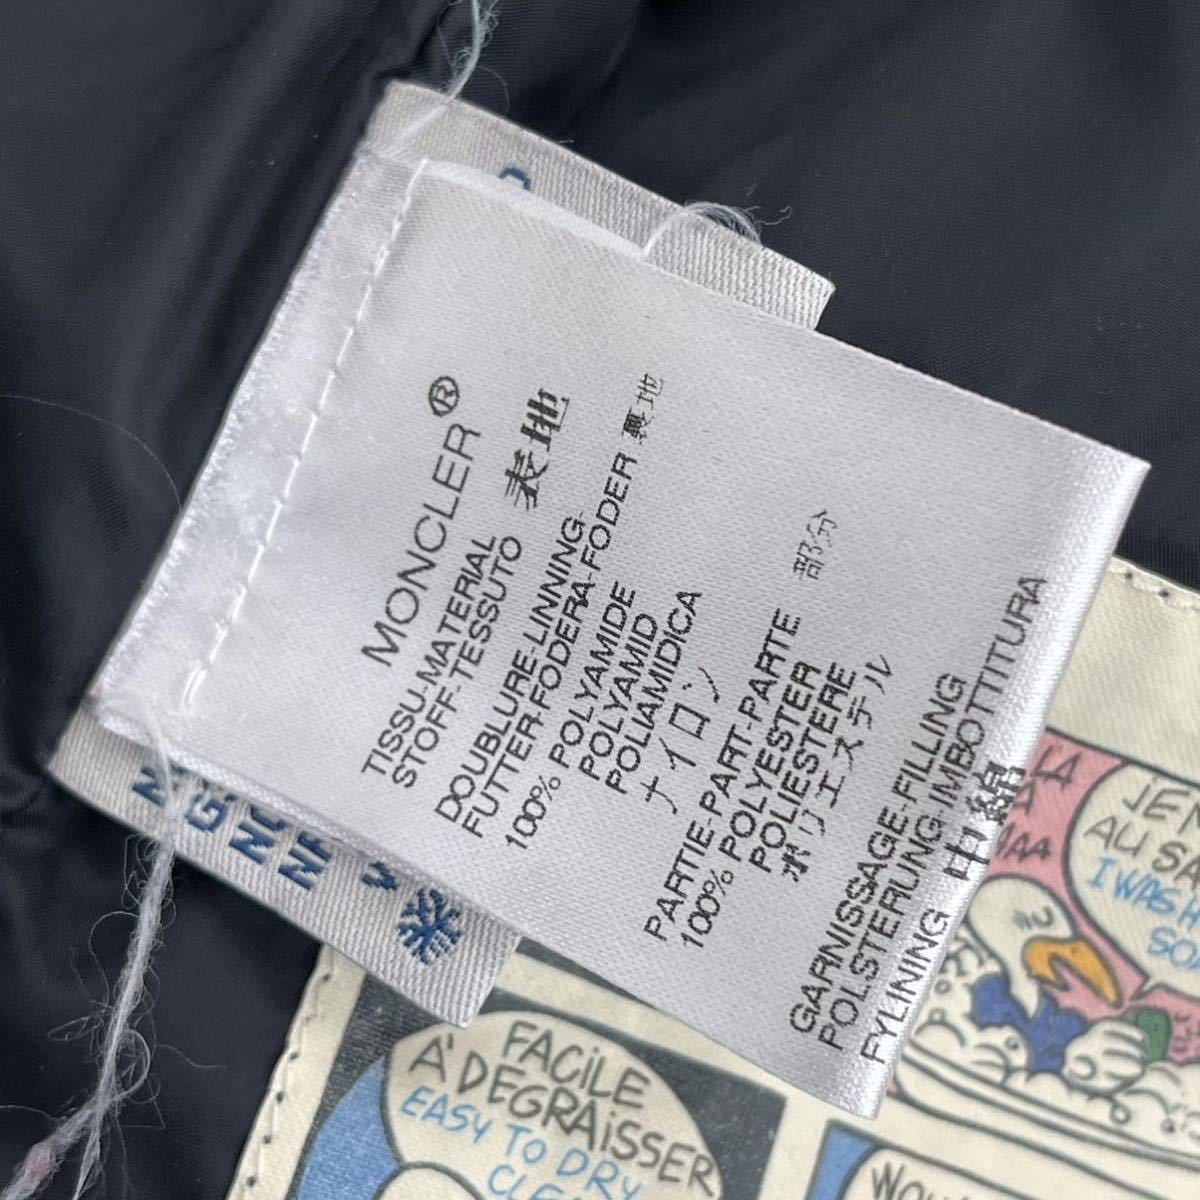 MONCLER®
TISSU-MATERIAL
STOFF-TESSUTO 表地
DOUBLURE-LINNING
FUTTER-FODERA-FODER 裏地
100% POLYAMIDE
POLYAMID
POLIAMIDICA
ナイロン
PARTIE-PART-PARTE 部分
100% POLYESTER
POLIESTERE
ポリエステル
GARNISSAGE-FILLING
POLSTERUNG-IMBOTTITURA
FYLINING 中綿
FACiLE
A' DEGRAiSSER
EASY TO DRY
JE
AU SA
I WAS